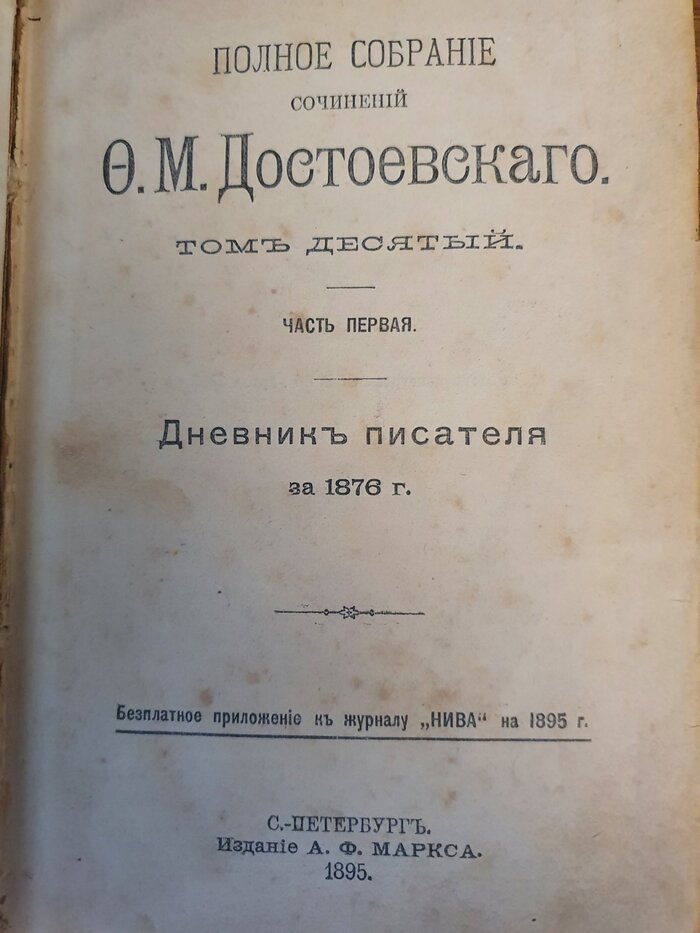 ПОЛНОЕ СОБРАНІЕ
СОЧИНЕНІЙ
Ѳ. М. Достоевскаго.
ТОМЪ ДЕСЯТЫЙ.
ЧАСТЬ ПЕРВАЯ.
Дневникъ писателя
за 1876 г.
Безплатное приложеніе къ журналу „НИВА“ на 1895 г.
С.-ПЕТЕРБУРГЪ.
Изданіе А. Ф. МАРКСА.
1895.